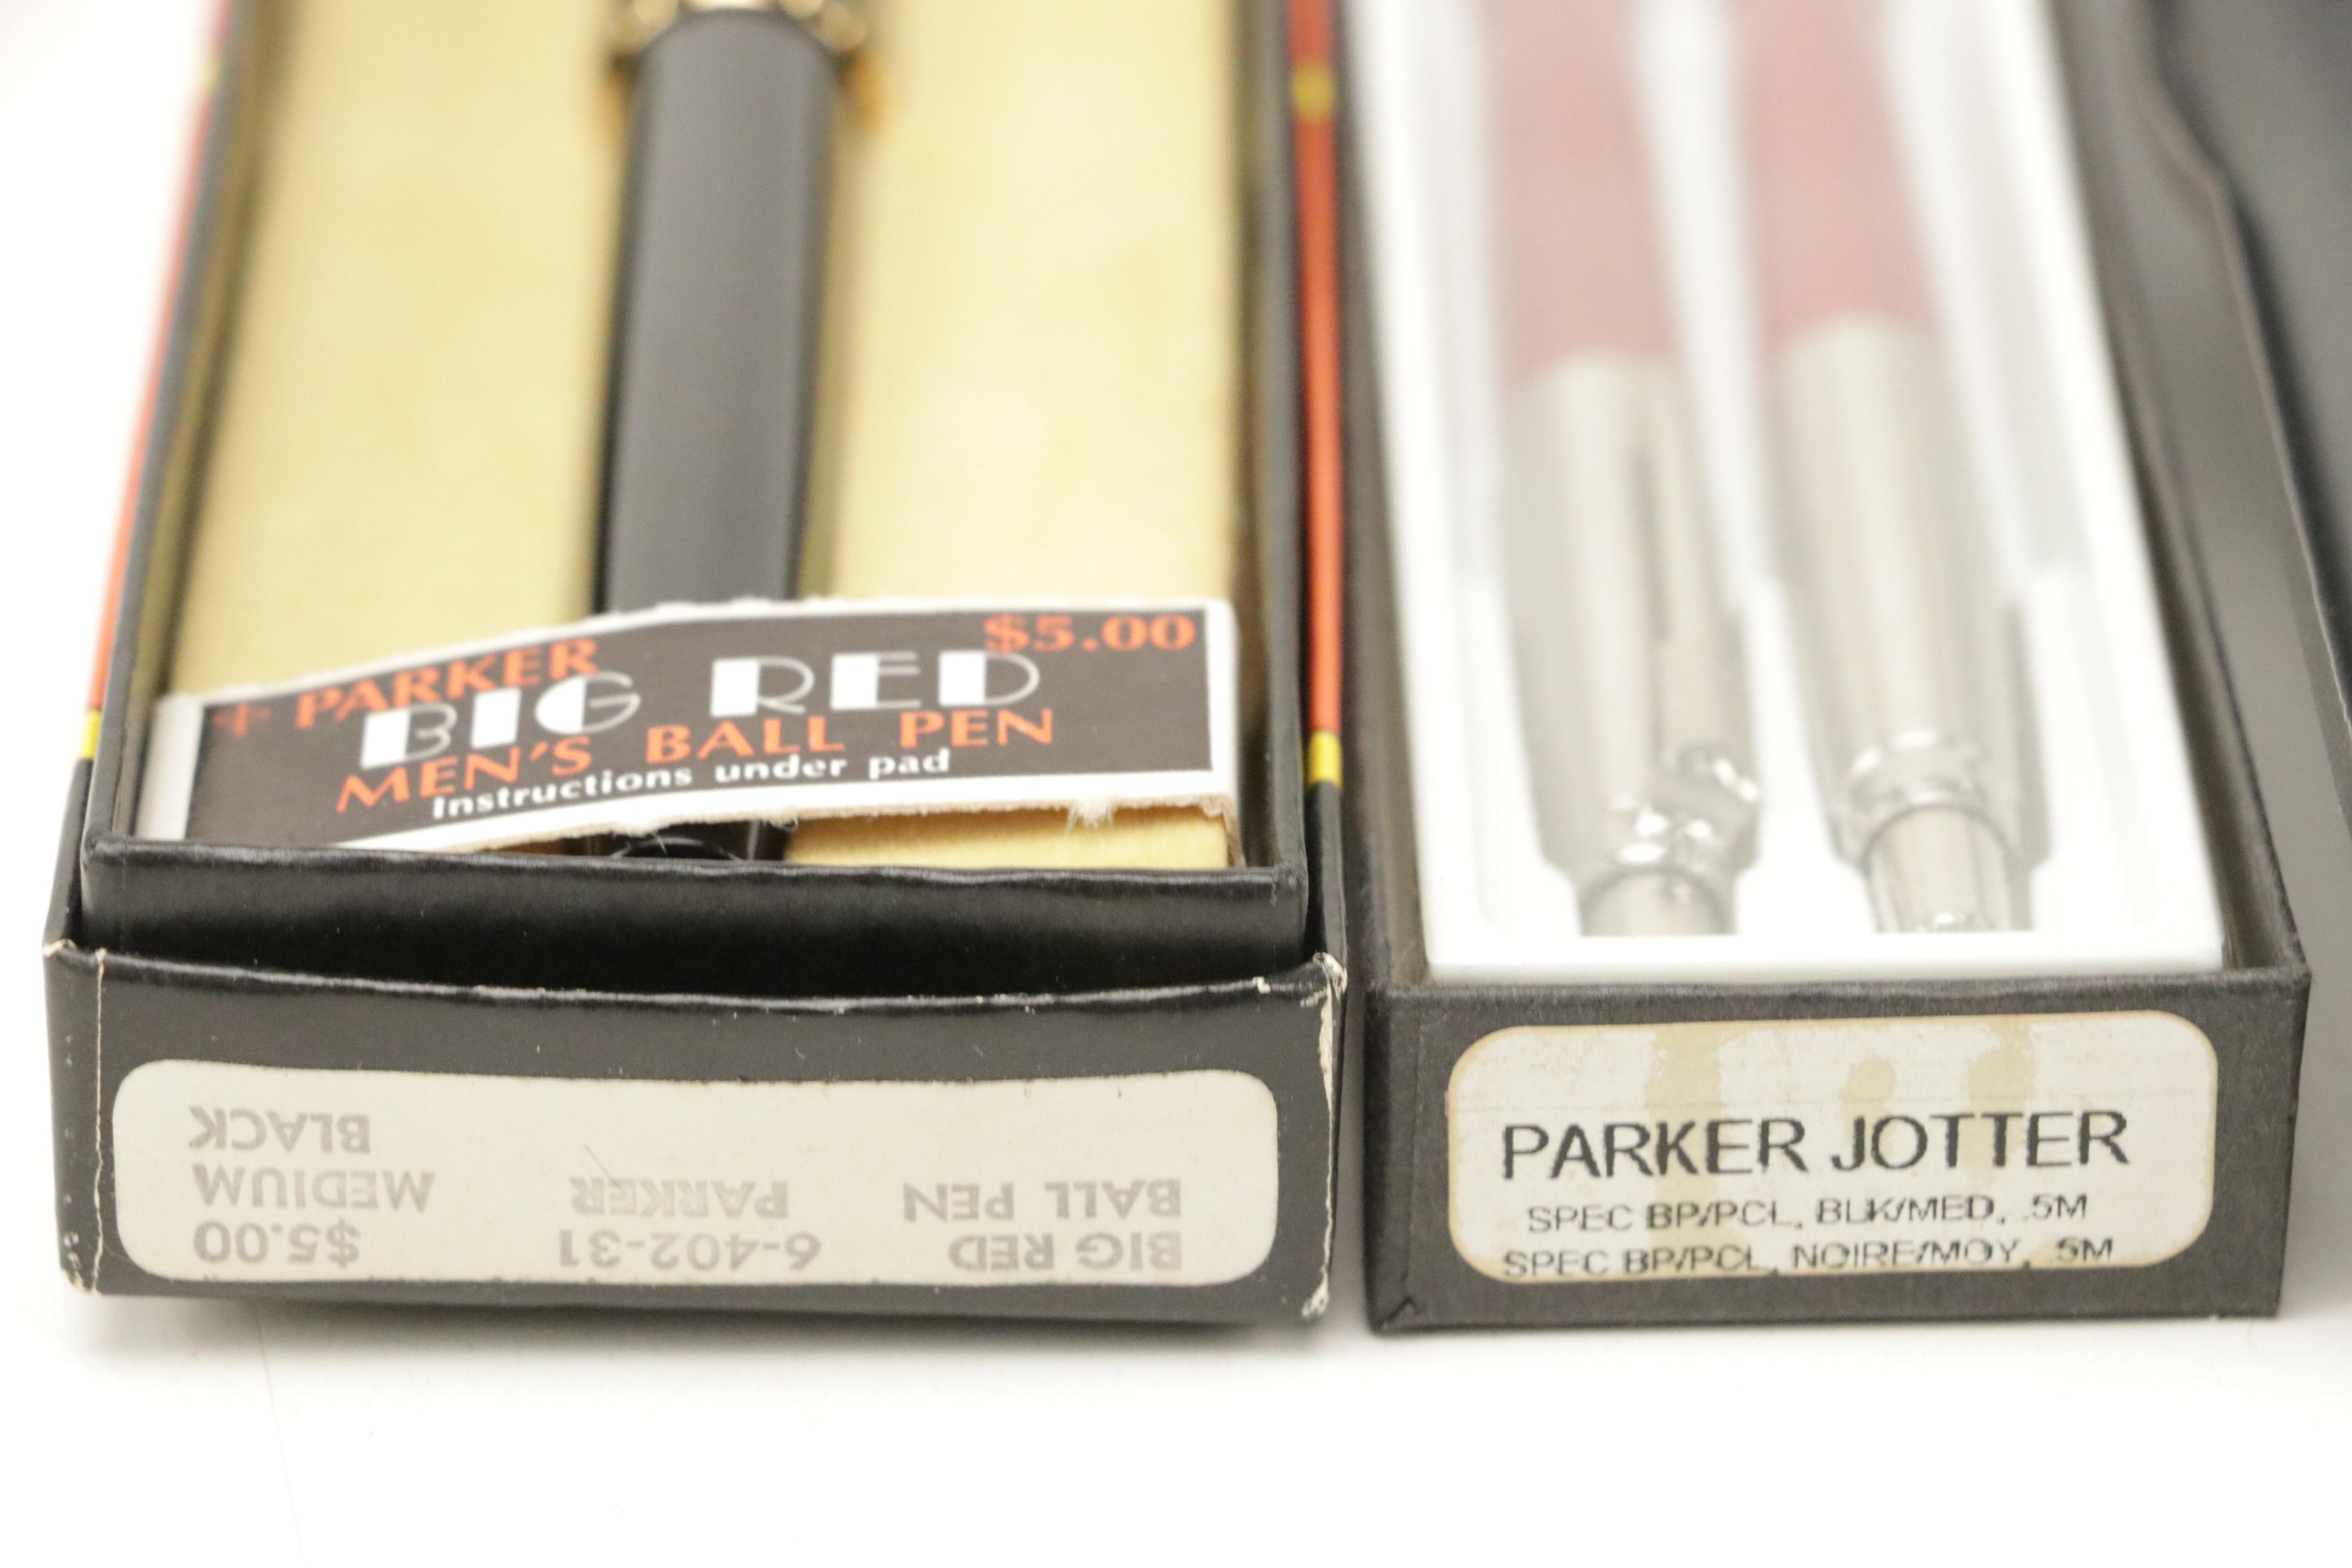 PARKER $5.00
BIG RED
MEN'S BALL PEN
Instructions under pad
BIG RED 6-402-31 $5.00
BALL PEN PARKER MEDIUM
BLACK
PARKER JOTTER
SPEC BP/PCL, BLK/MED, .5M
SPEC BP/PCL, NOIRE/MOY, .5M